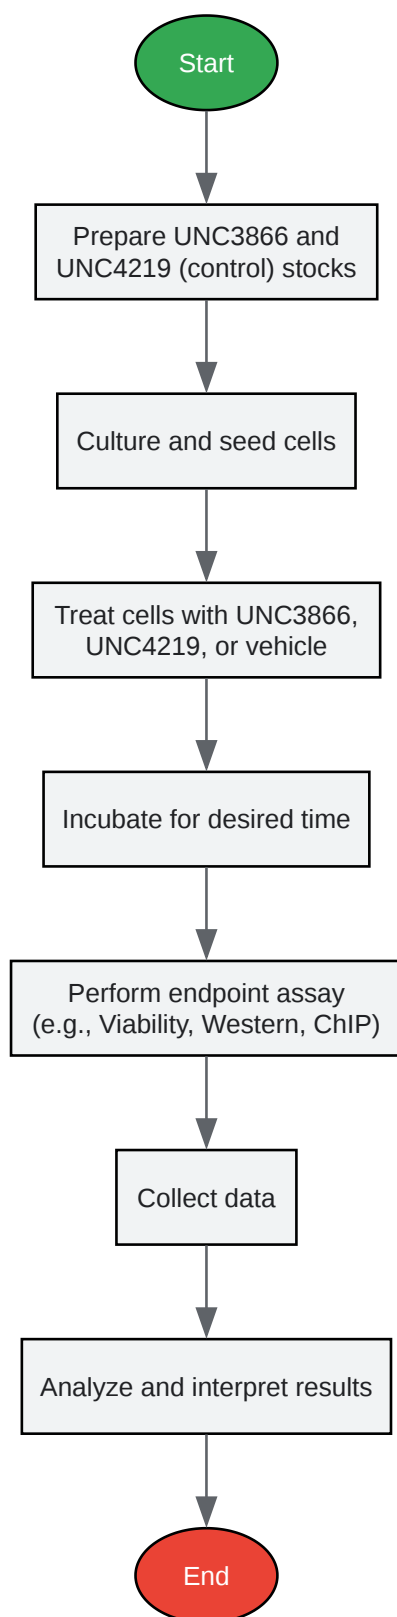 Start
Prepare UNC3866 and
UNC4219 (control) stocks
Culture and seed cells
Treat cells with UNC3866,
UNC4219, or vehicle
Incubate for desired time
Perform endpoint assay
(e.g., Viability, Western, ChIP)
Collect data
Analyze and interpret results
End